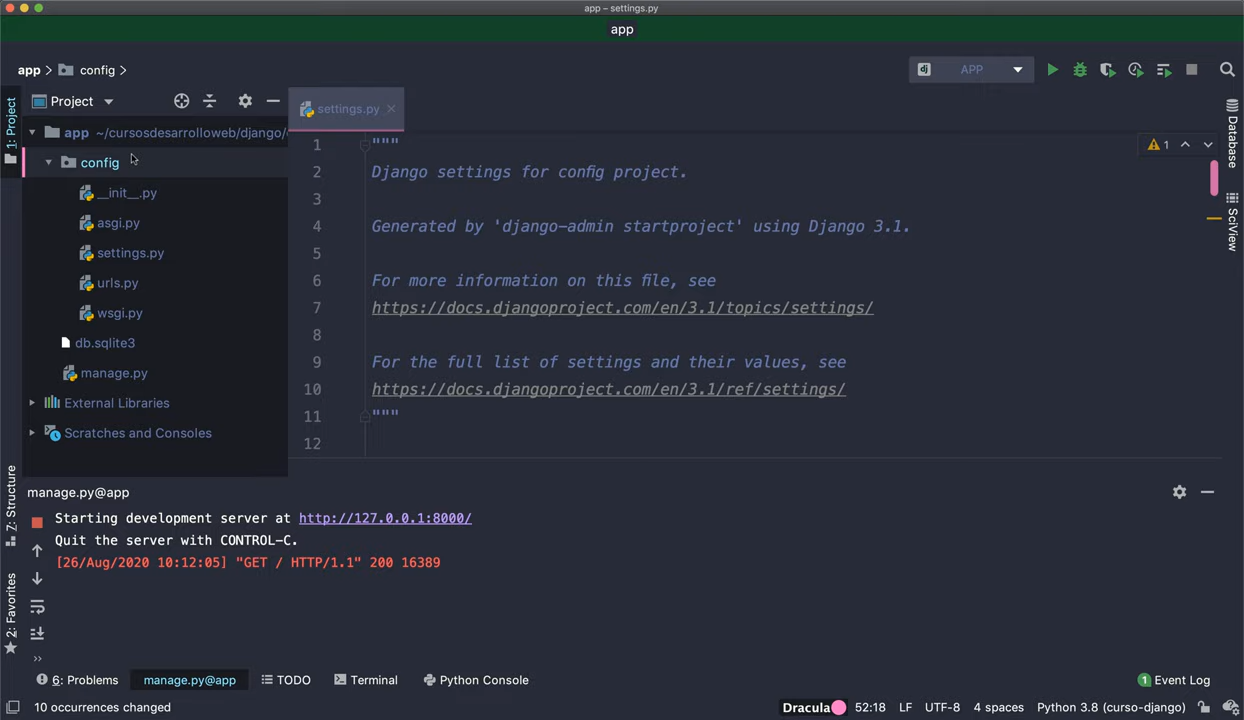 app – settings.py
app
app > config >
dj APP
1: Project
Project
settings.py
app ~/cursosdesarrolloweb/django/
config
__init__.py
asgi.py
settings.py
urls.py
wsgi.py
db.sqlite3
manage.py
External Libraries
Scratches and Consoles
1 """
2 Django settings for config project.
3
4 Generated by 'django-admin startproject' using Django 3.1.
5
6 For more information on this file, see
7 https://docs.djangoproject.com/en/3.1/topics/settings/
8
9 For the full list of settings and their values, see
10 https://docs.djangoproject.com/en/3.1/ref/settings/
11 """
12
1
Database
SciView
Z: Structure
2: Favorites
manage.py@app
Starting development server at http://127.0.0.1:8000/
Quit the server with CONTROL-C.
[26/Aug/2020 10:12:05] "GET / HTTP/1.1" 200 16389
6: Problems manage.py@app TODO Terminal Python Console 1 Event Log
10 occurrences changed Dracula 52:18 LF UTF-8 4 spaces Python 3.8 (curso-django)